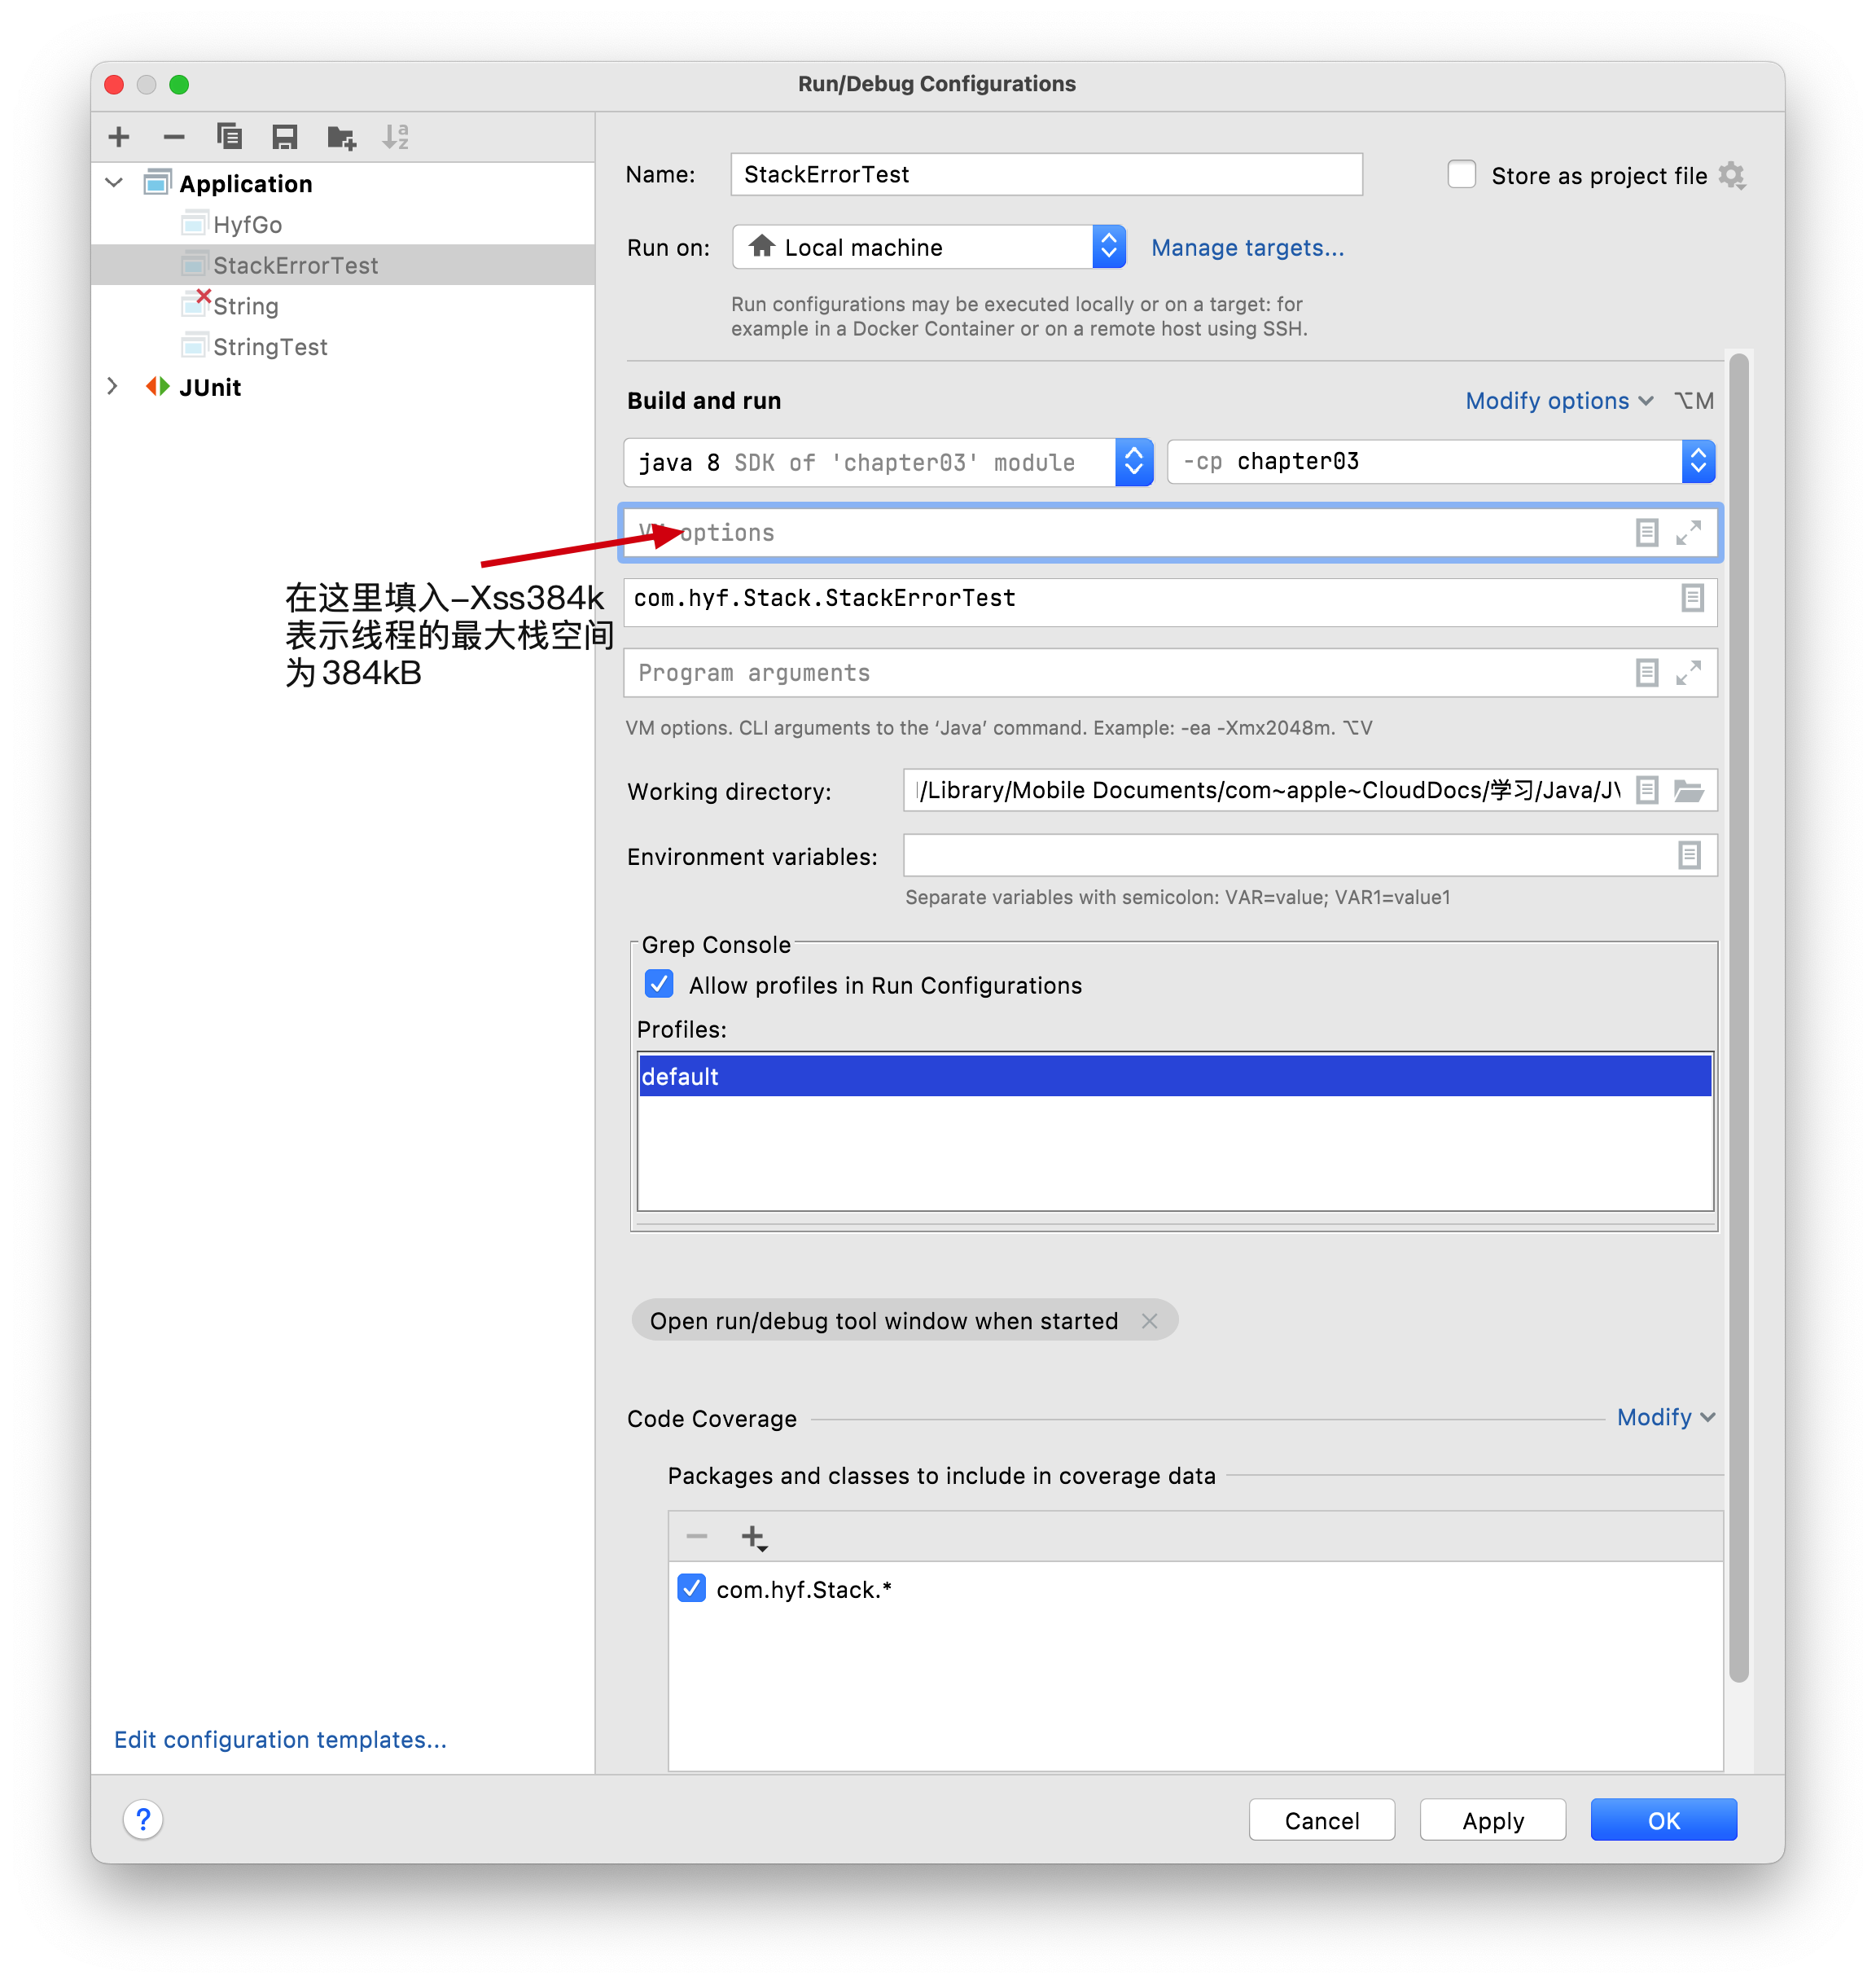 Run/Debug Configurations
Application
HyfGo
StackErrorTest
String
StringTest
JUnit
Name: StackErrorTest
Store as project file
Run on: Local machine
Manage targets...
Run configurations may be executed locally or on a target: for
example in a Docker Container or on a remote host using SSH.
Build and run
Modify options ⌥M
java 8 SDK of 'chapter03' module
-cp chapter03
VM options
在这里填入-Xss384k
表示线程的最大栈空间
为384kB
com.hyf.Stack.StackErrorTest
Program arguments
VM options. CLI arguments to the ‘Java’ command. Example: -ea -Xmx2048m. ⌥V
Working directory: /Library/Mobile Documents/com~apple~CloudDocs/学习/Java/J
Environment variables:
Separate variables with semicolon: VAR=value; VAR1=value1
Grep Console
Allow profiles in Run Configurations
Profiles:
default
Open run/debug tool window when started
Code Coverage
Modify
Packages and classes to include in coverage data
com.hyf.Stack.*
Edit configuration templates...
?
Cancel
Apply
OK